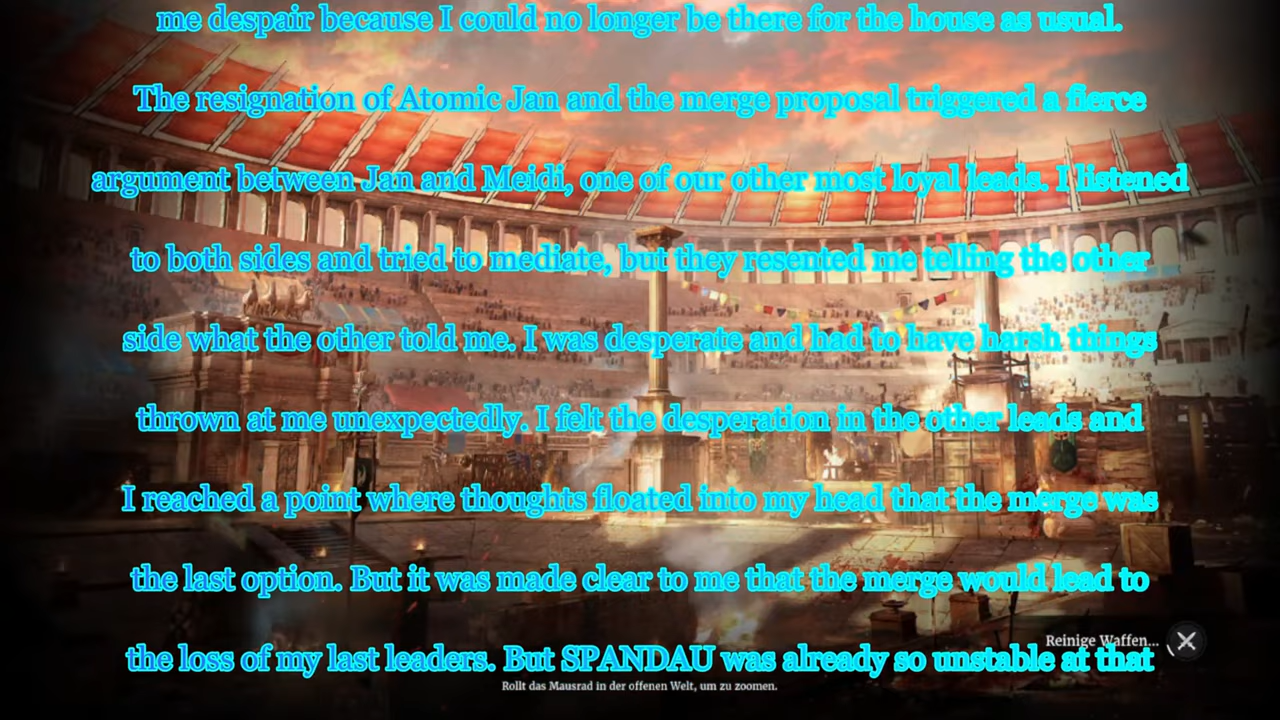 me despair because I could no longer be there for the house as usual.
The resignation of Atomic Jan and the merge proposal triggered a fierce
argument between Jan and Meidi, one of our other most loyal leads. I listened
to both sides and tried to mediate, but they resented me telling the other
side what the other told me. I was desperate and had to have harsh things
thrown at me unexpectedly. I felt the desperation in the other leads and
I reached a point where thoughts floated into my head that the merge was
the last option. But it was made clear to me that the merge would lead to
Reinige Waffen...
the loss of my last leaders. But SPANDAU was already so unstable at that
Rollt das Mausrad in der offenen Welt, um zu zoomen.